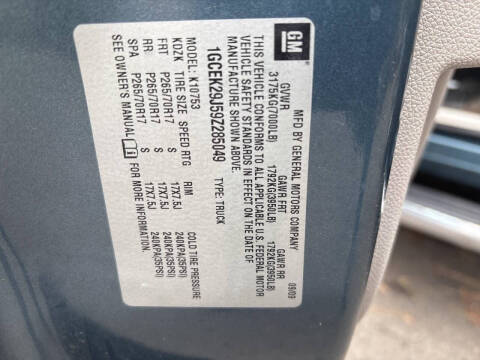 GM
MFD BY GENERAL MOTORS COMPANY 09/09
GVWR GAWR FRT GAWR RR
3175KG(7000LB) 1792KG(3950LB) 1792KG(3950LB)
THIS VEHICLE CONFORMS TO ALL APPLICABLE U.S. FEDERAL MOTOR
VEHICLE SAFETY STANDARDS IN EFFECT ON THE DATE OF
MANUFACTURE SHOWN ABOVE.
1GCEK29J59Z285049 TYPE: TRUCK
MODEL: K10753
K0ZK TIRE SIZE SPEED RTG RIM COLD TIRE PRESSURE
FRT P265/70R17 S 17X7.5J 240KPA(35PSI)
RR P265/70R17 S 17X7.5J 240KPA(35PSI)
SPA P265/70R17 S 17X7.5J 240KPA(35PSI)
SEE OWNER'S MANUAL FOR MORE INFORMATION.